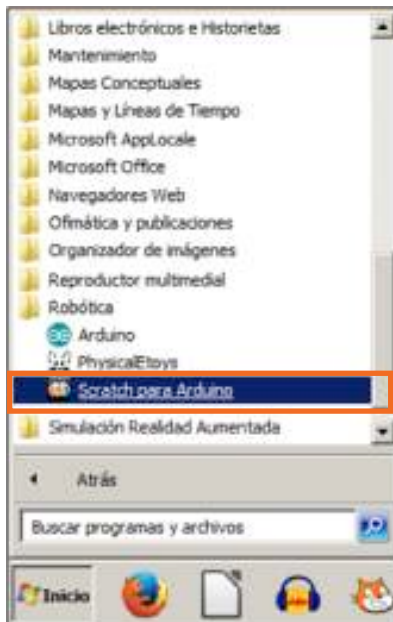 Libros electrónicos e Historietas
Mantenimiento
Mapas Conceptuales
Mapas y Líneas de Tiempo
Microsoft AppLocale
Microsoft Office
Navegadores Web
Ofimática y publicaciones
Organizador de imágenes
Reproductor multimedial
Robótica
Arduino
PhysicalEtoys
Scratch para Arduino
Simulación Realidad Aumentada
Atrás
Buscar programas y archivos
Inicio